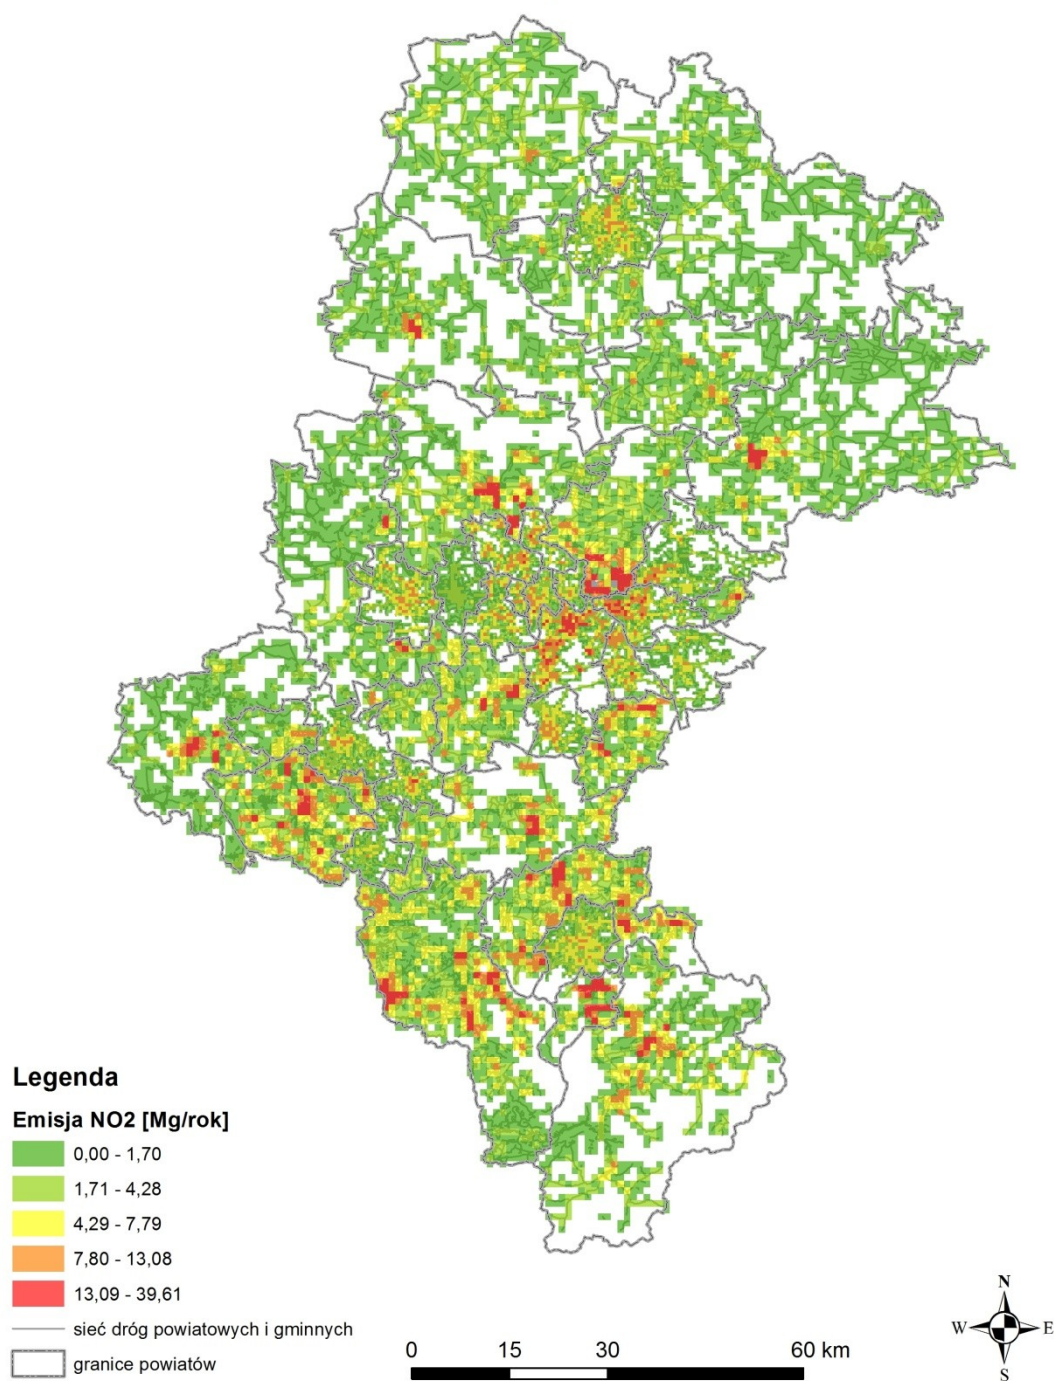 Legenda
Emisja NO2 [Mg/rok]
0,00 - 1,70
1,71 - 4,28
4,29 - 7,79
7,80 - 13,08
13,09 - 39,61
sieć dróg powiatowych i gminnych
granice powiatów
0 15 30 60 km
N
W E
S